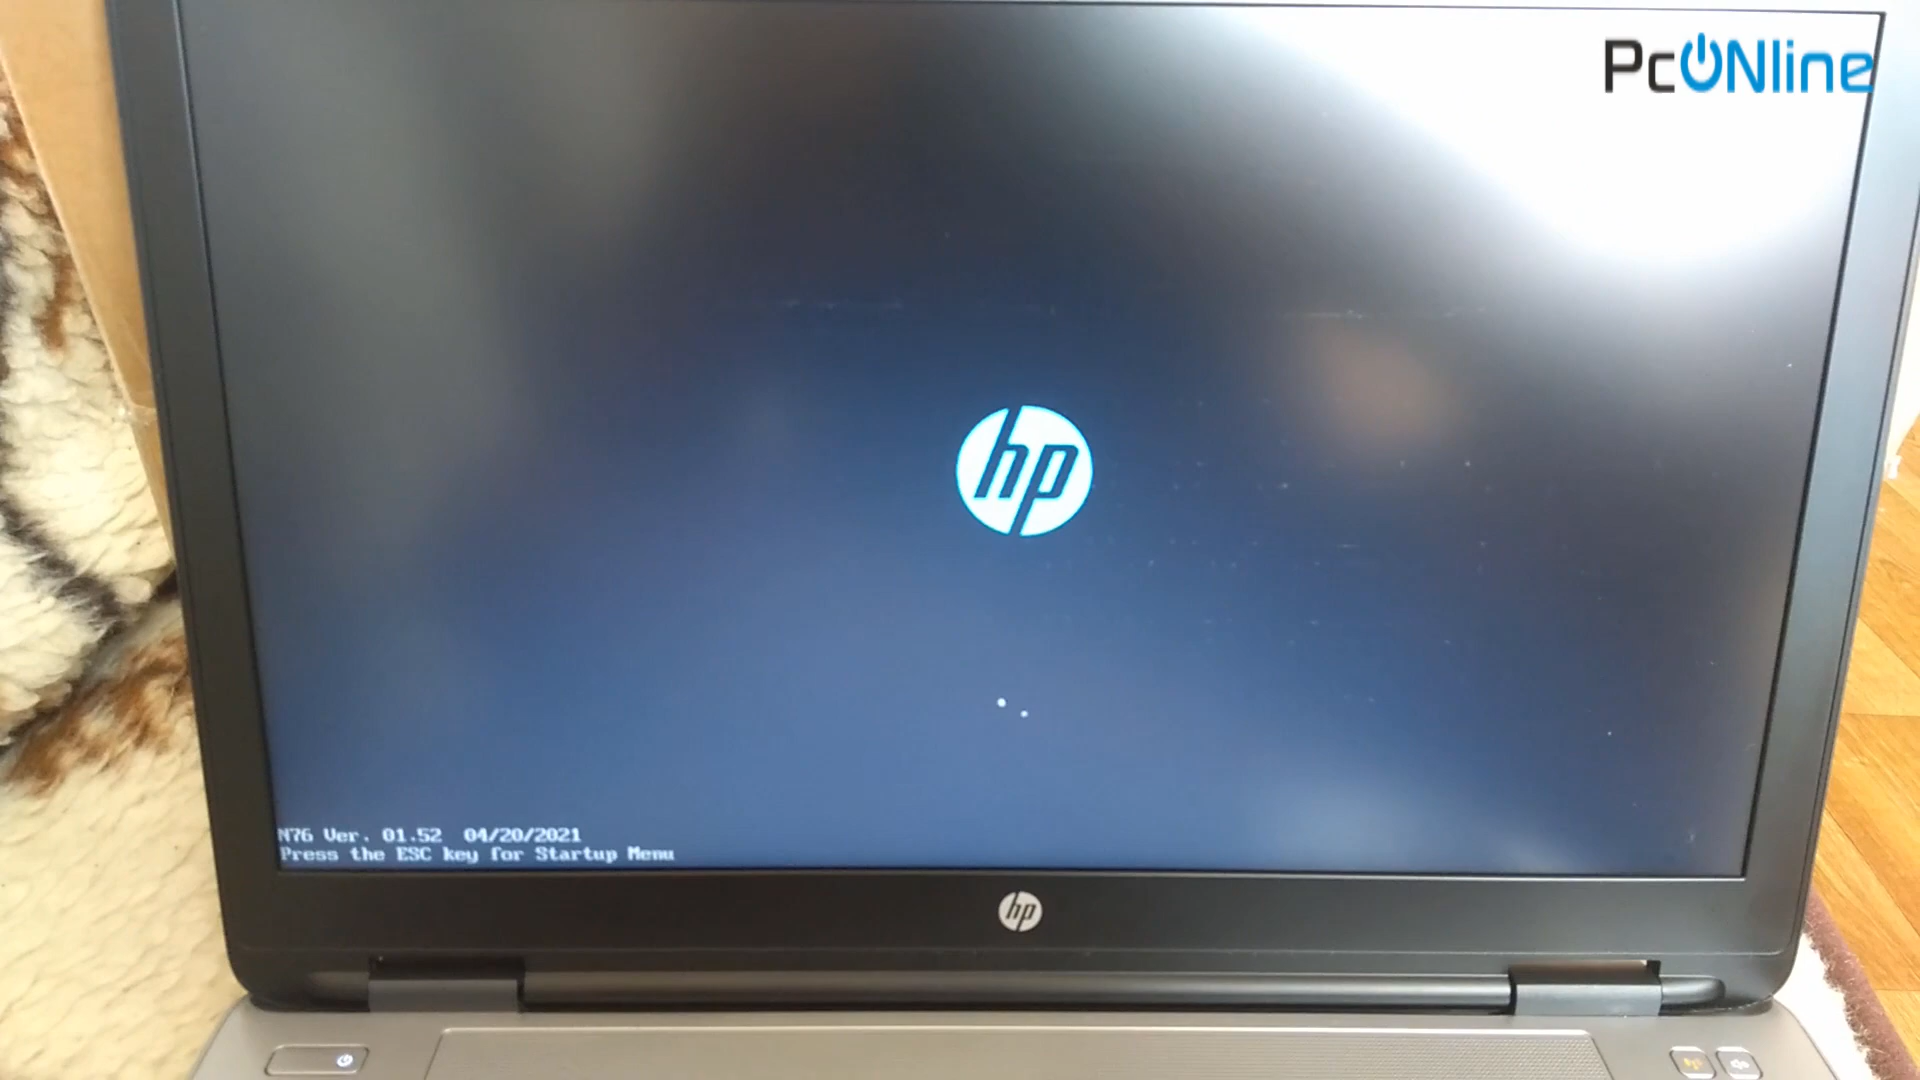 PcONline
hp
N76 Ver. 01.52 04/20/2021
Press the ESC key for Startup Menu
hp